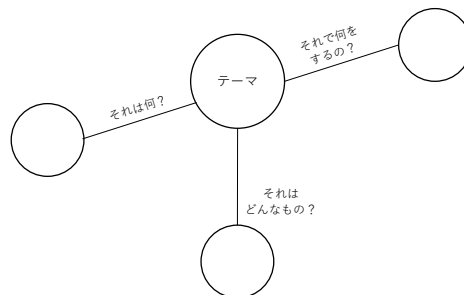 それで何を
するの？
テーマ
それは何？
それは
どんなもの？